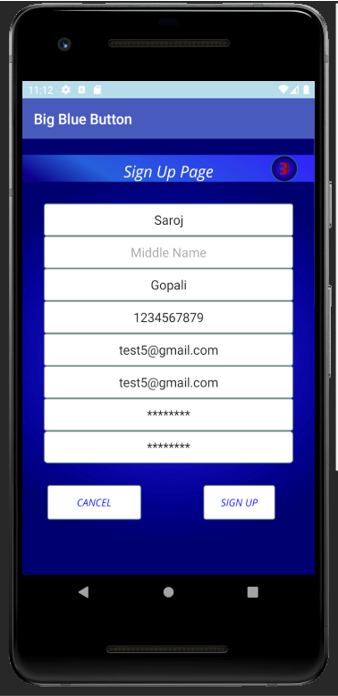 11:12
Big Blue Button
Sign Up Page
3
Saroj
Middle Name
Gopali
1234567879
test5@gmail.com
test5@gmail.com
********
********
CANCEL
SIGN UP